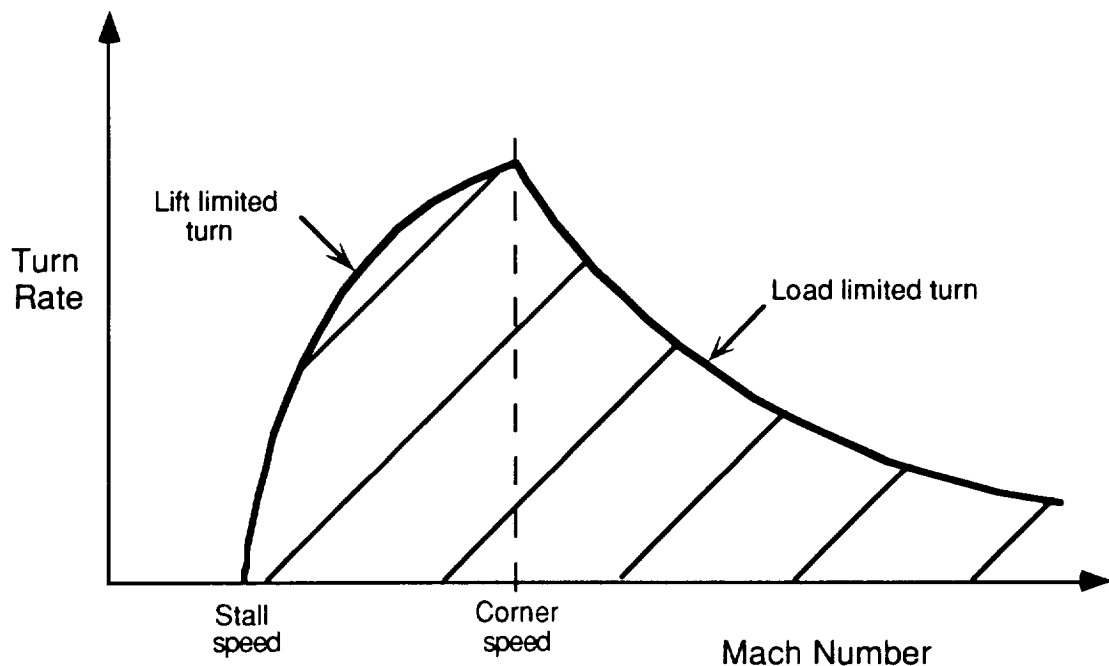 Lift limited
turn
Turn
Rate
Load limited turn
Stall
speed
Corner
speed
Mach Number